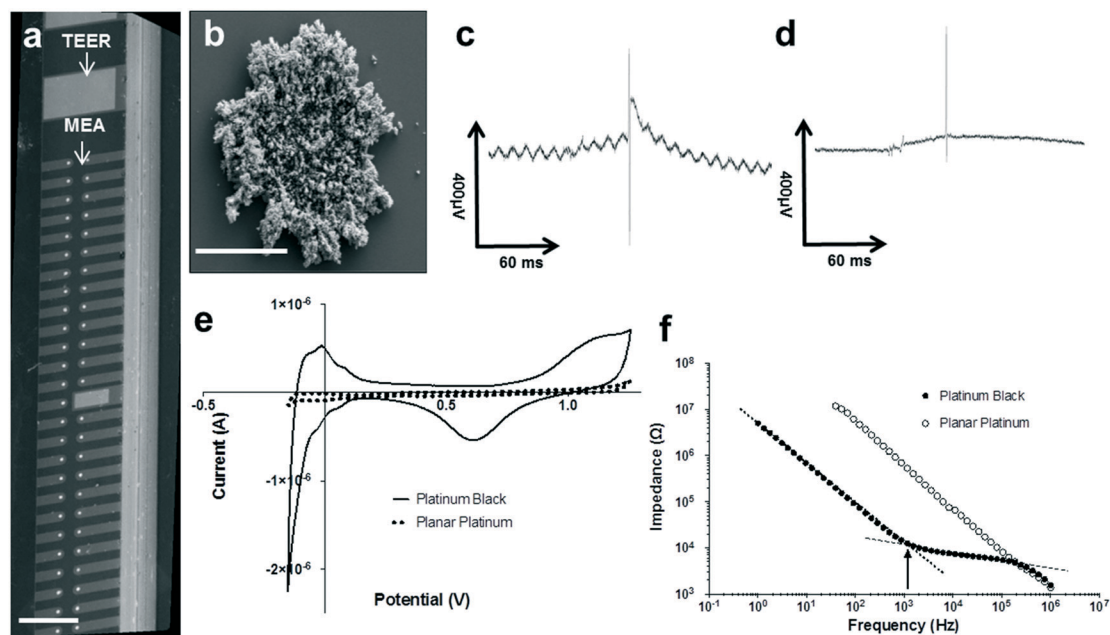 a
TEER
MEA
b
c
400µV
60 ms
d
400µV
60 ms
e
1×10⁻⁶
-0.5
0.5
1.0
-1×10⁻⁶
-2×10⁻⁶
Current (A)
Potential (V)
Platinum Black
Planar Platinum
f
10⁸
10⁷
10⁶
10⁵
10⁴
10³
Impedance (Ω)
Platinum Black
Planar Platinum
10⁻¹ 10⁰ 10¹ 10² 10³ 10⁴ 10⁵ 10⁶ 10⁷
Frequency (Hz)